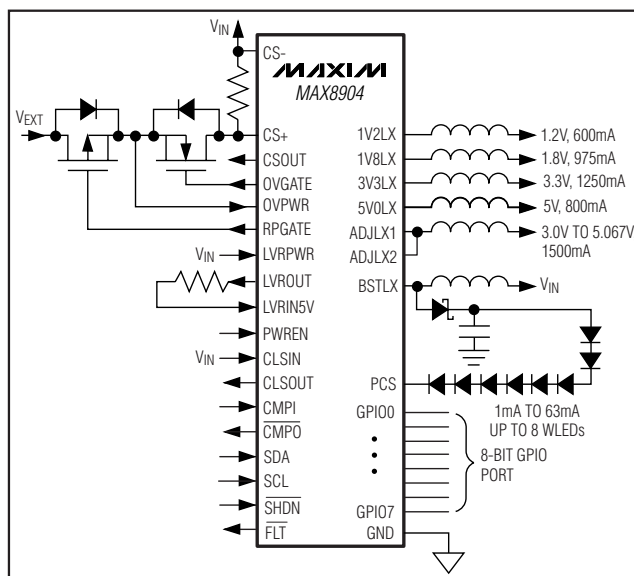 VIN
CS-
MAXIM
MAX8904
VEXT
CS+
CSOUT
OVGATE
OVPWR
RPGATE
VIN
LVRPWR
LVROUT
LVRIN5V
PWREN
VIN
CLSIN
CLSOUT
CMPI
CMPO
SDA
SCL
SHDN
FLT
1V2LX
1.2V, 600mA
1V8LX
1.8V, 975mA
3V3LX
3.3V, 1250mA
5V0LX
5V, 800mA
ADJLX1
3.0V TO 5.067V
1500mA
ADJLX2
BSTLX
VIN
PCS
1mA TO 63mA
UP TO 8 WLEDs
GPIO0
8-BIT GPIO
PORT
GPIO7
GND